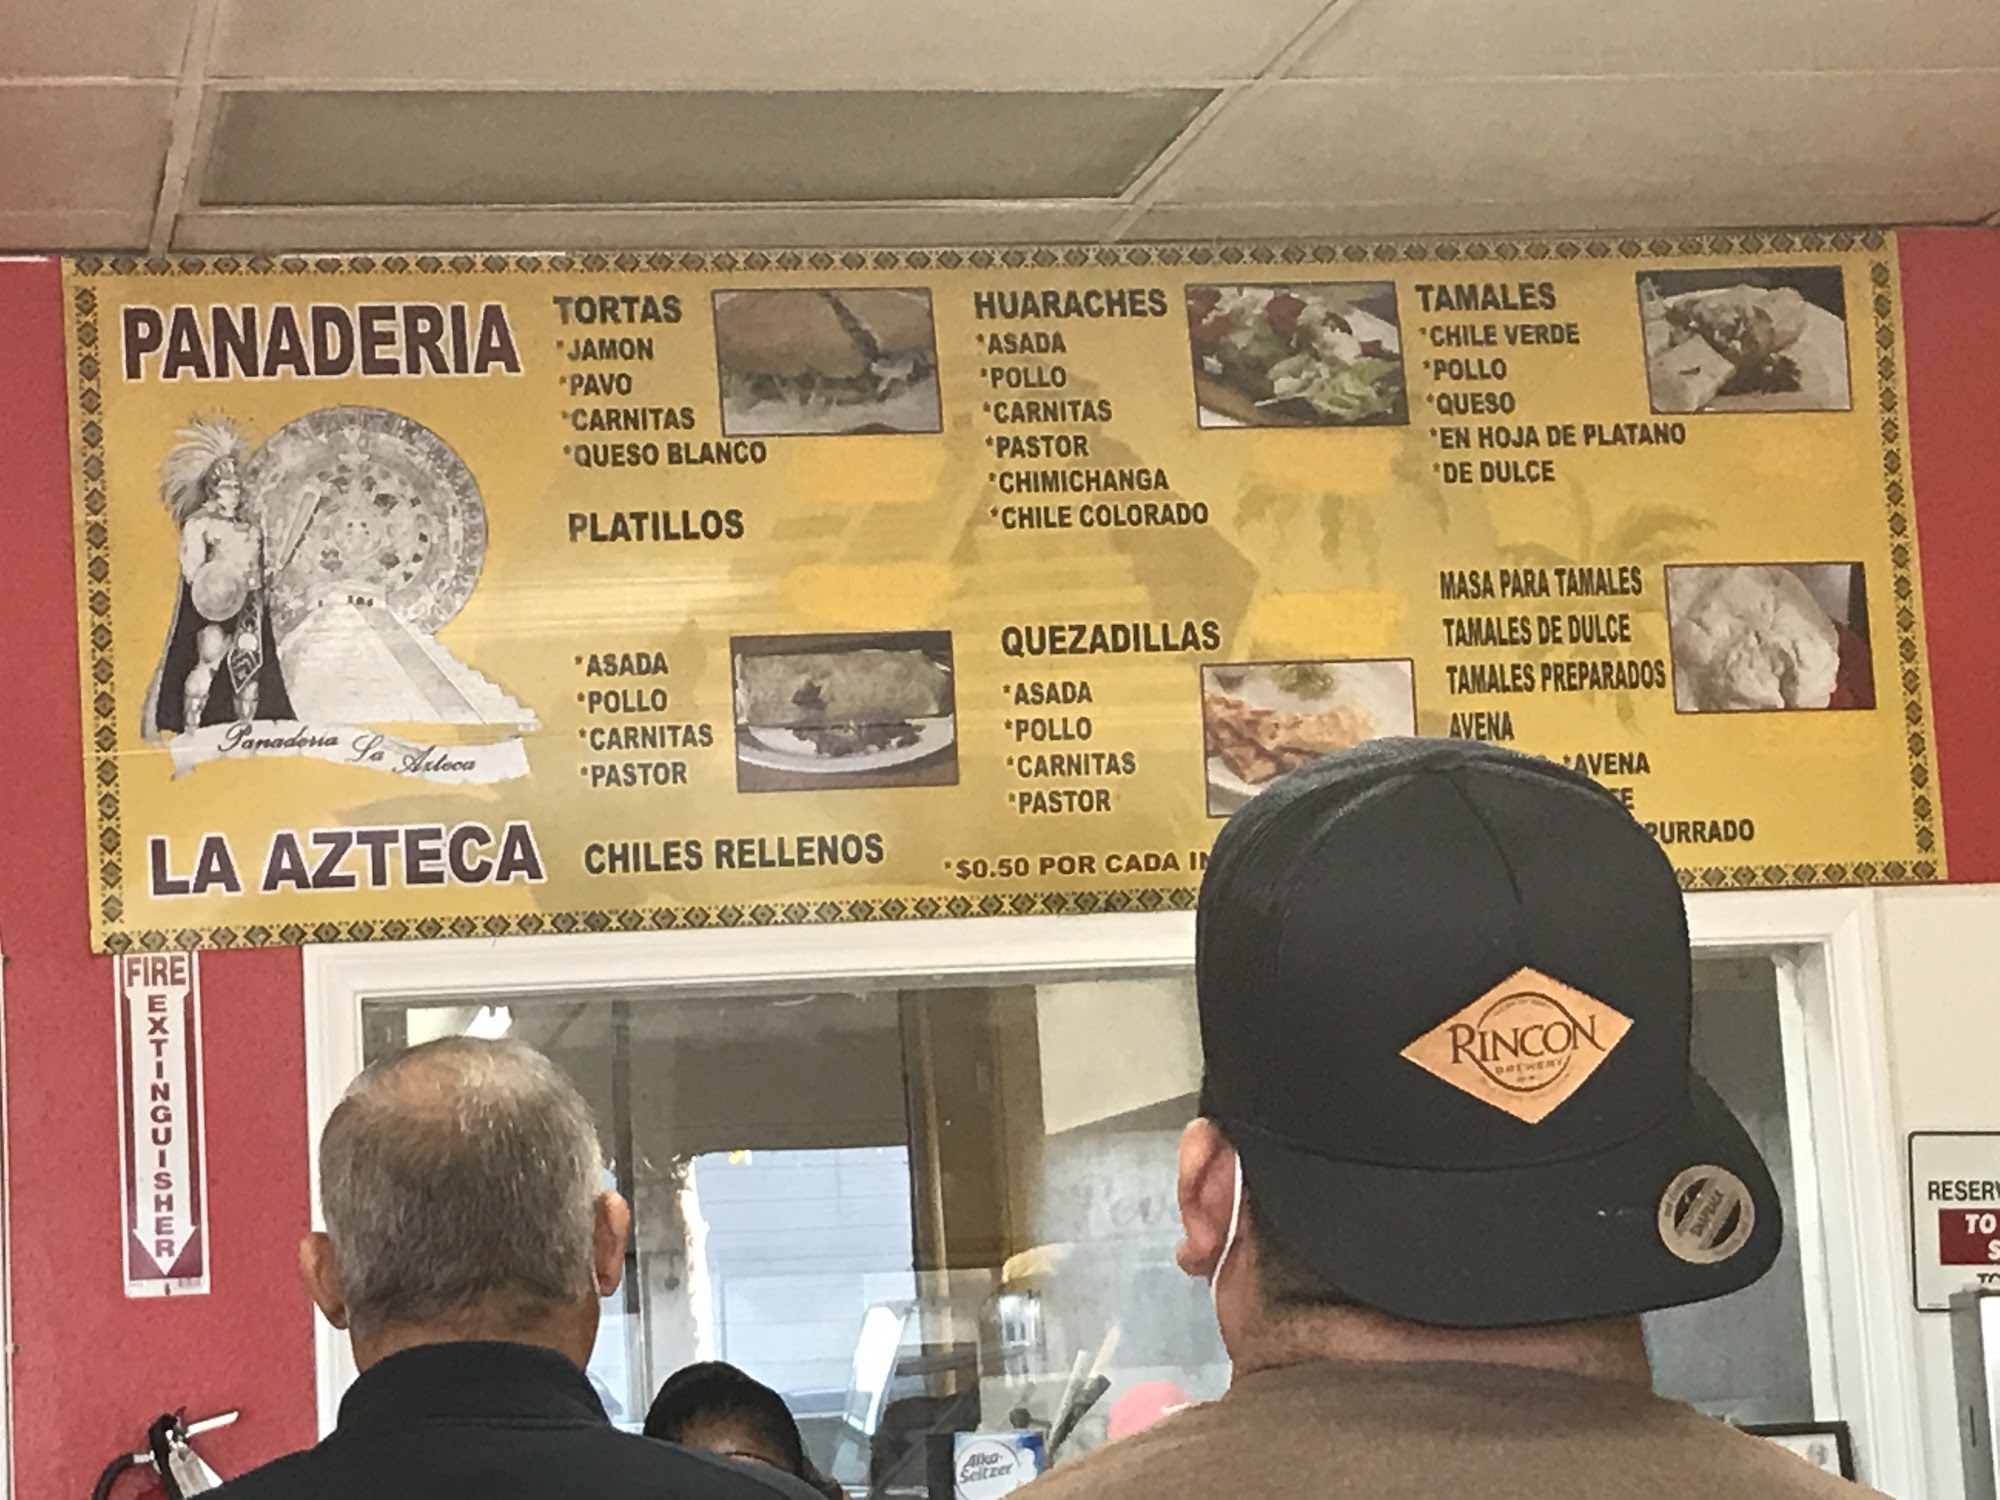 PANADERIA
Panaderia La Azteca
LA AZTECA
TORTAS
*JAMON
*PAVO
*CARNITAS
*QUESO BLANCO
PLATILLOS
*ASADA
*POLLO
*CARNITAS
*PASTOR
CHILES RELLENOS
HUARACHES
*ASADA
*POLLO
*CARNITAS
*PASTOR
*CHIMICHANGA
*CHILE COLORADO
QUEZADILLAS
*ASADA
*POLLO
*CARNITAS
*PASTOR
*$0.50 POR CADA
TAMALES
*CHILE VERDE
*POLLO
*QUESO
*EN HOJA DE PLATANO
*DE DULCE
MASA PARA TAMALES
TAMALES DE DULCE
TAMALES PREPARADOS
AVENA
*AVENA
FIRE
EXTINGUISHER
RINCON
BREWERY
Alka-
Seltzer
TO